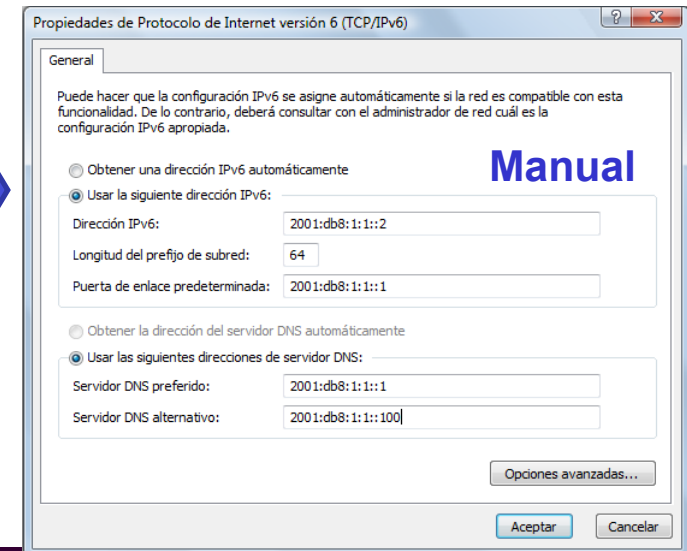 Propiedades de Protocolo de Internet versión 6 (TCP/IPv6)
General
Puede hacer que la configuración IPv6 se asigne automáticamente si la red es compatible con esta
funcionalidad. De lo contrario, deberá consultar con el administrador de red cuál es la
configuración IPv6 apropiada.
Manual
Obtener una dirección IPv6 automáticamente
Usar la siguiente dirección IPv6:
Dirección IPv6: 2001:db8:1:1::2
Longitud del prefijo de subred: 64
Puerta de enlace predeterminada: 2001:db8:1:1::1
Obtener la dirección del servidor DNS automáticamente
Usar las siguientes direcciones de servidor DNS:
Servidor DNS preferido: 2001:db8:1:1::1
Servidor DNS alternativo: 2001:db8:1:1::100
Opciones avanzadas...
Aceptar Cancelar